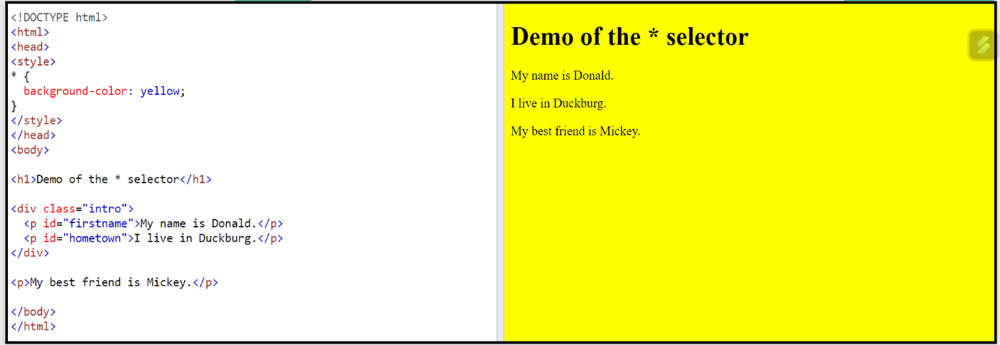 <!DOCTYPE html>
<html>
<head>
<style>
* {
  background-color: yellow;
}
</style>
</head>
<body>

<h1>Demo of the * selector</h1>

<div class="intro">
  <p id="firstname">My name is Donald.</p>
  <p id="hometown">I live in Duckburg.</p>
</div>

<p>My best friend is Mickey.</p>

</body>
</html>
Demo of the * selector
My name is Donald.
I live in Duckburg.
My best friend is Mickey.